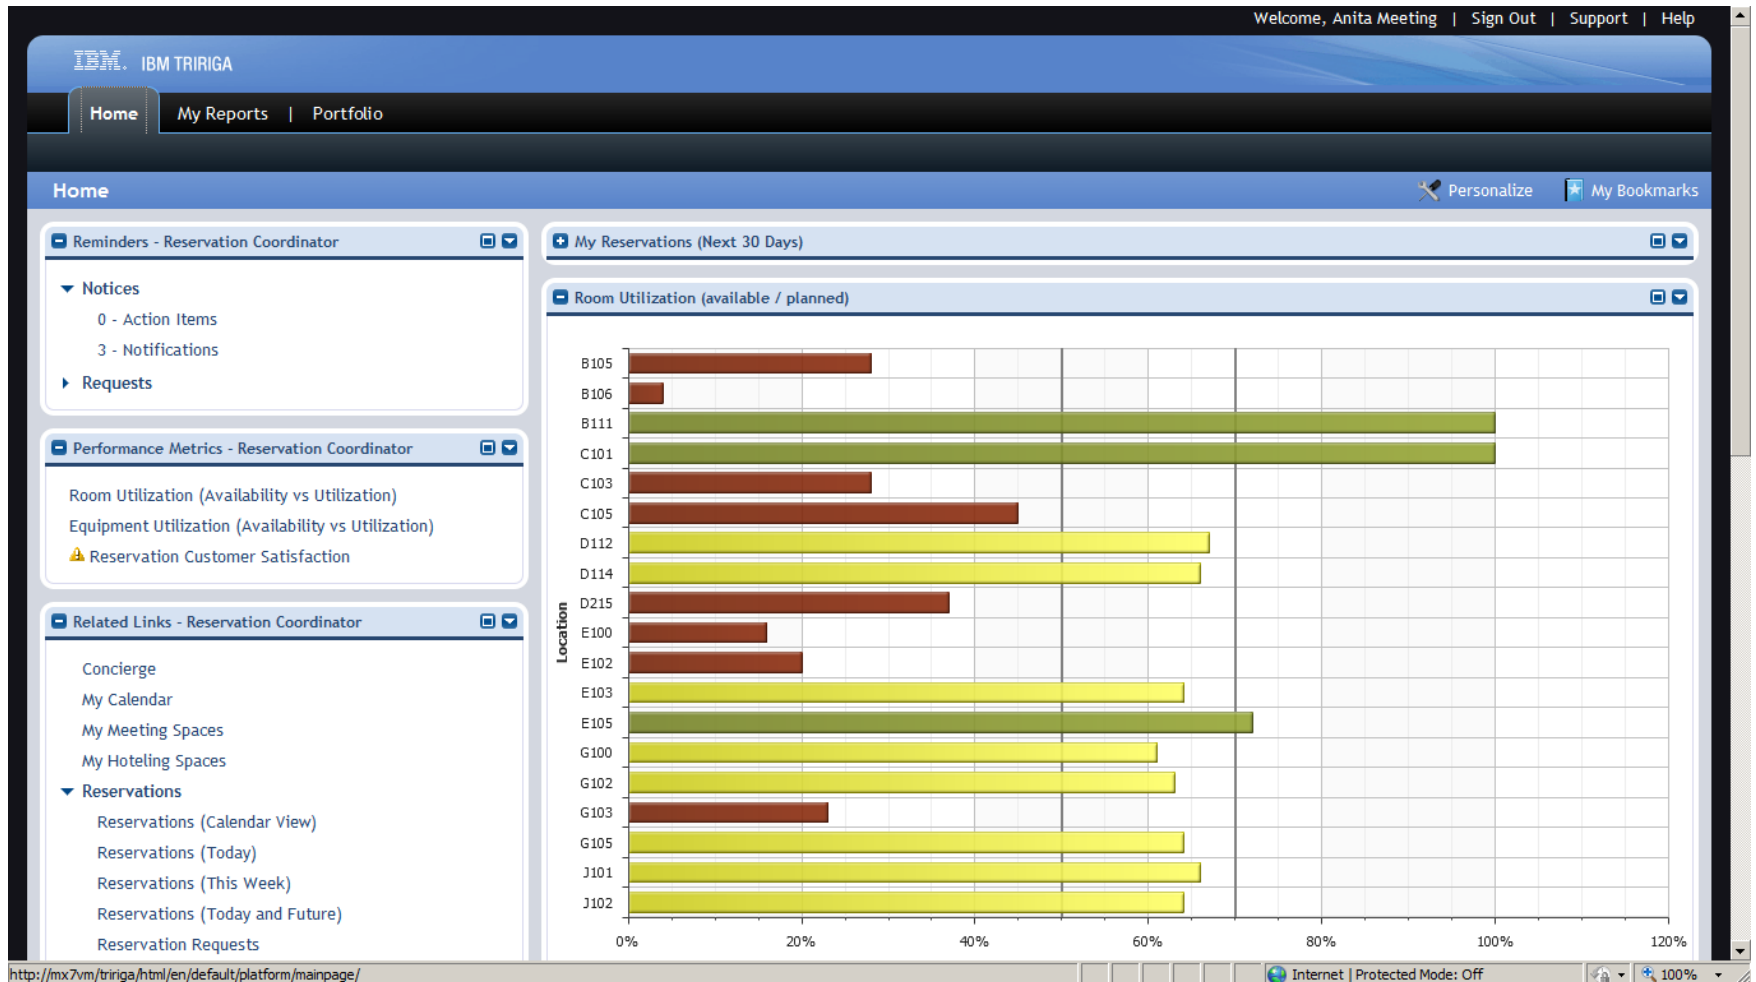 Welcome, Anita Meeting | Sign Out | Support | Help
IBM. IBM TRIRIGA
Home My Reports | Portfolio
Home
Personalize My Bookmarks
Reminders - Reservation Coordinator
Notices
0 - Action Items
3 - Notifications
Requests
Performance Metrics - Reservation Coordinator
Room Utilization (Availability vs Utilization)
Equipment Utilization (Availability vs Utilization)
Reservation Customer Satisfaction
Related Links - Reservation Coordinator
Concierge
My Calendar
My Meeting Spaces
My Hoteling Spaces
Reservations
Reservations (Calendar View)
Reservations (Today)
Reservations (This Week)
Reservations (Today and Future)
Reservation Requests
My Reservations (Next 30 Days)
Room Utilization (available / planned)
Location
B105
B106
B111
C101
C103
C105
D112
D114
D215
E100
E102
E103
E105
G100
G102
G103
G105
J101
J102
0% 20% 40% 60% 80% 100% 120%
http://mx7vm/tririga/html/en/default/platform/mainpage/
Internet | Protected Mode: Off
100%